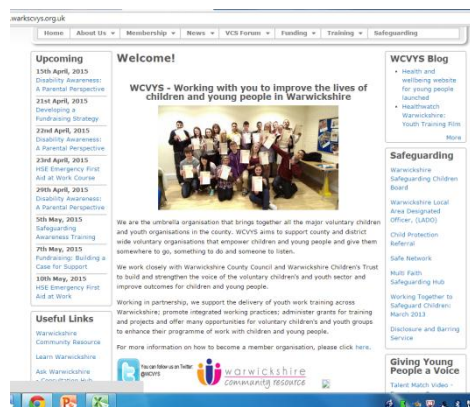 .warkscvys.org.uk
Home About Us Membership News VCS Forum Funding Training Safeguarding
Upcoming
15th April, 2015
Disability Awareness:
A Parental Perspective
21st April, 2015
Developing a
Fundraising Strategy
22nd April, 2015
Disability Awareness:
A Parental Perspective
23rd April, 2015
HSE Emergency First
Aid at Work Course
29th April, 2015
Disability Awareness:
A Parental Perspective
5th May, 2015
Safeguarding
Awareness Training
7th May, 2015
Fundraising: Building a
Case for Support
10th May, 2015
HSE Emergency First
Aid at Work
Useful Links
Warwickshire
Community Resource
Learn Warwickshire
Ask Warwickshire
- Consultation Hub
Welcome!
WCVYS - Working with you to improve the lives of
children and young people in Warwickshire
We are the umbrella organisation that brings together all the major voluntary children
and youth organisations in the county. WCVYS aims to support county and district
wide voluntary organisations that empower children and young people and give them
somewhere to go, something to do and someone to listen.
We work closely with Warwickshire County Council and Warwickshire Children's Trust
to build and strengthen the voice of the voluntary children's and youth sector and
improve outcomes for children and young people.
Working in partnership, we support the delivery of youth work training across
Warwickshire; promote integrated working practices; administer grants for training
and projects and offer many opportunities for voluntary children's and youth groups
to enhance their programme of work with children and young people.
For more information on how to become a member organisation, please click here.
You can follow us on Twitter
@WCVYS
warwickshire
community resource
WCVYS Blog
Health and
wellbeing website
for young people
launched
Healthwatch
Warwickshire:
Youth Training Film
More
Safeguarding
Warwickshire
Safeguarding Children
Board
Warwickshire Local
Area Designated
Officer, (LADO)
Child Protection
Referral
Safe Network
Multi Faith
Safeguarding Hub
Working Together to
Safeguard Children:
March 2013
Disclosure and Barring
Service
Giving Young
People a Voice
Talent Match Video -